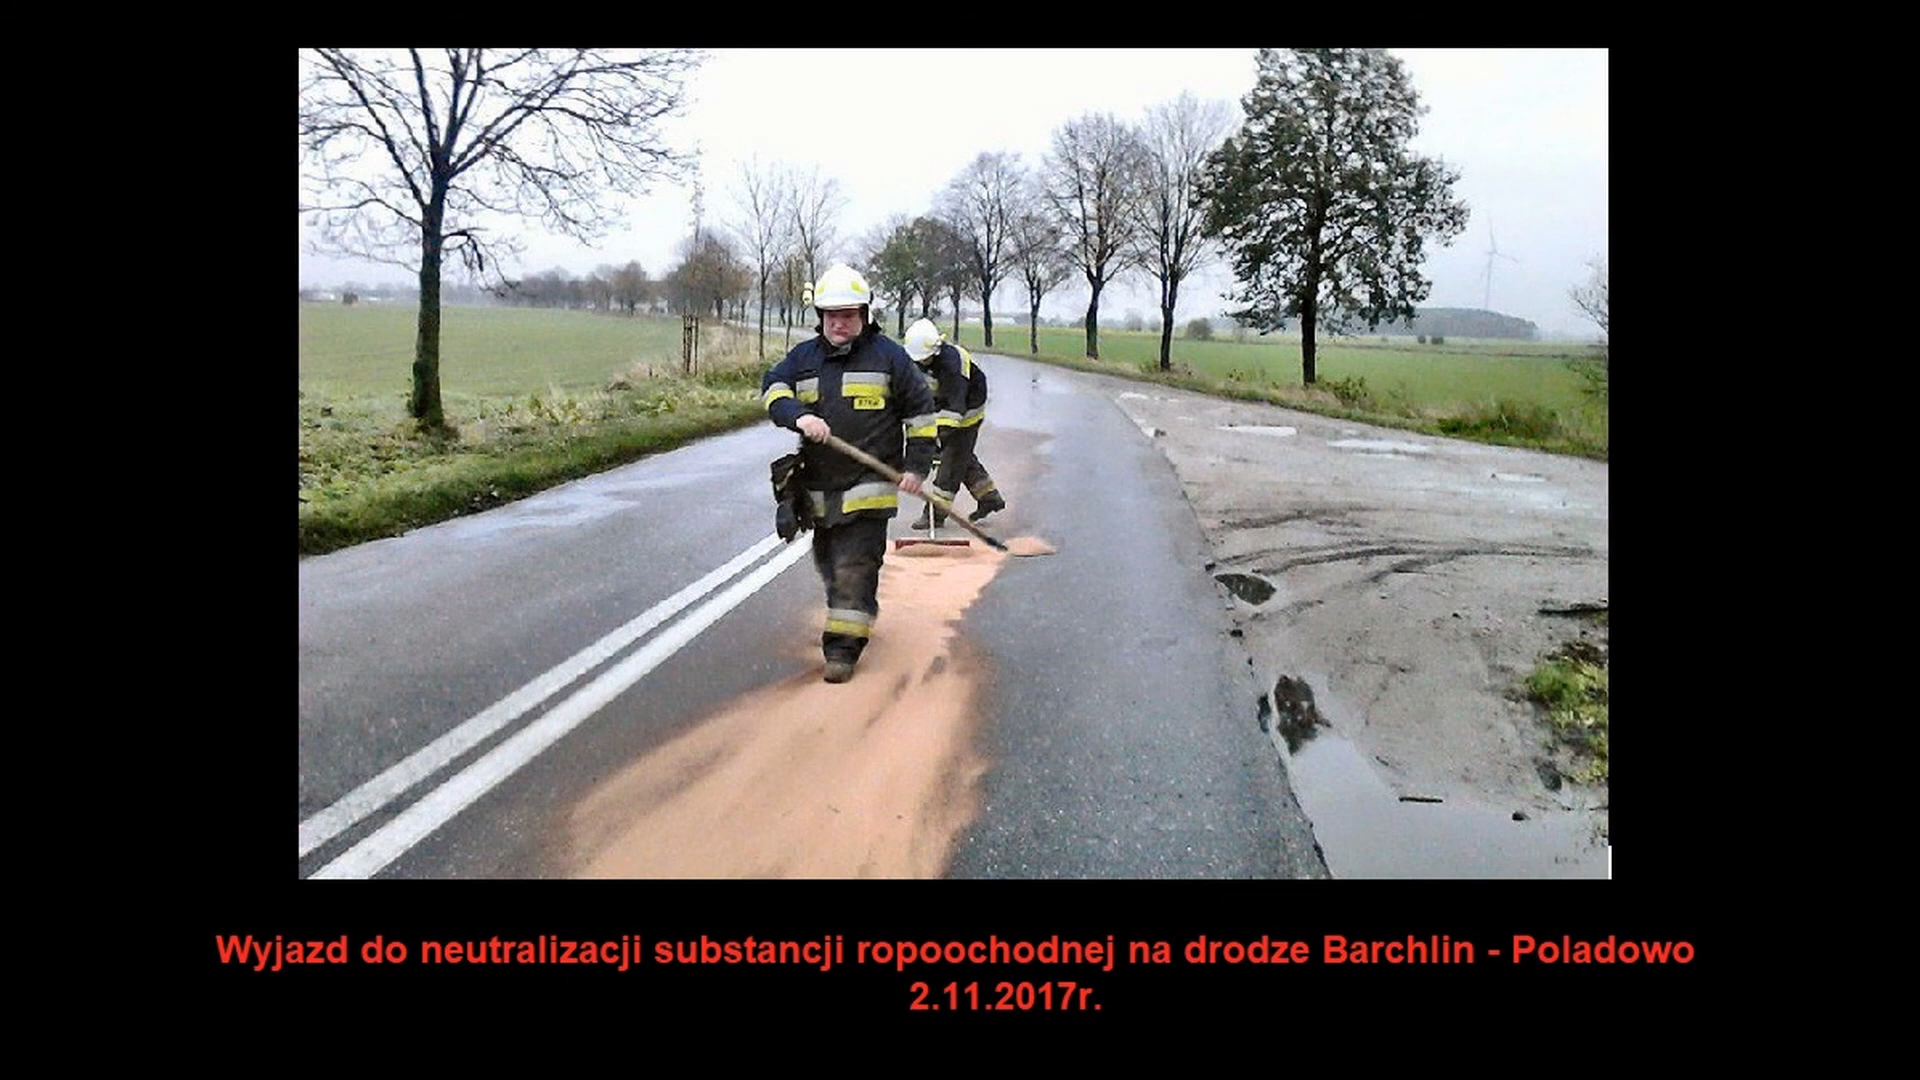 Wyjazd do neutralizacji substancji ropoochodnej na drodze Barchlin - Poladowo
2.11.2017r.